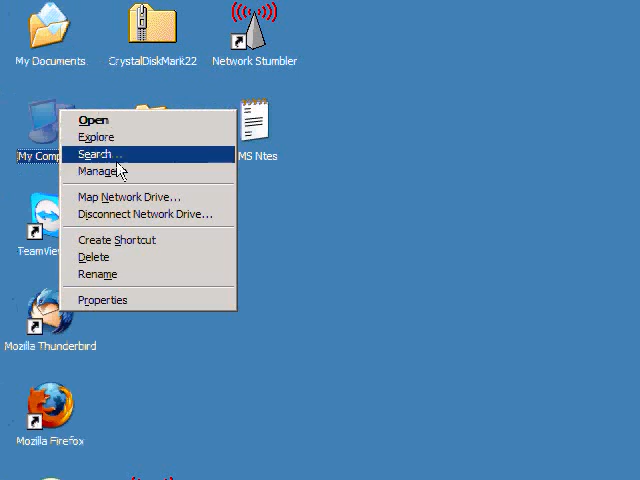 My Documents
CrystalDiskMark22
Network Stumbler
My Comp
MS Ntes
Open
Explore
Search...
Manage
Map Network Drive...
Disconnect Network Drive...
Create Shortcut
Delete
Rename
Properties
TeamVie
Mozilla Thunderbird
Mozilla Firefox